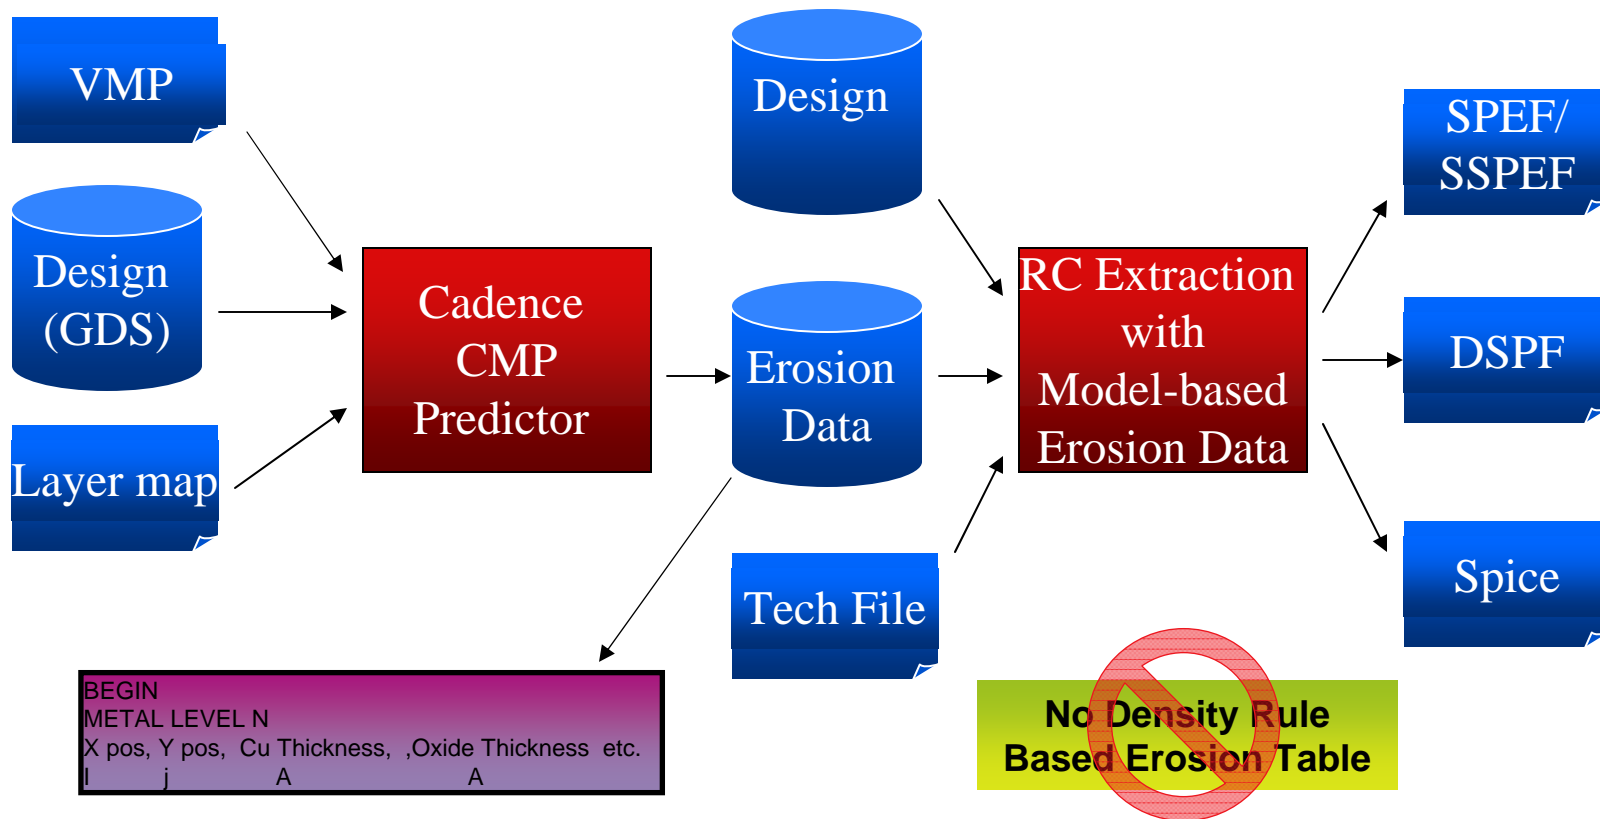 VMP
Design
(GDS)
Layer map
Cadence
CMP
Predictor
Design
Erosion
Data
Tech File
RC Extraction
with
Model-based
Erosion Data
SPEF/
SSPEF
DSPF
Spice
BEGIN
METAL LEVEL N
X pos, Y pos, Cu Thickness, ,Oxide Thickness etc.
I j A A
No Density Rule
Based Erosion Table